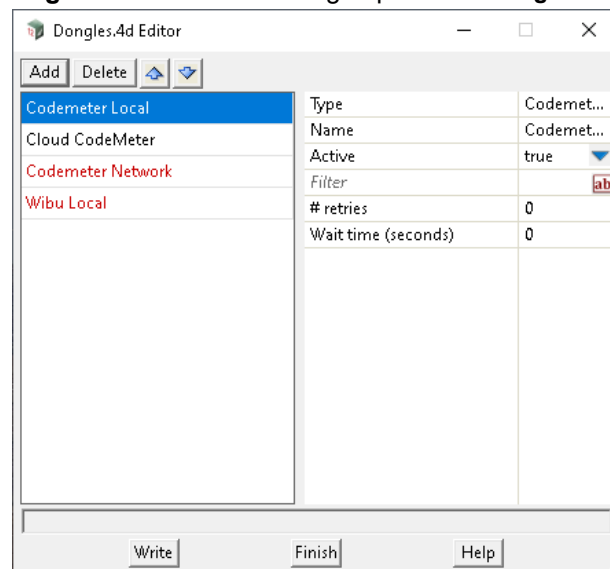 Dongles.4d Editor
Add Delete
Codemeter Local
Cloud CodeMeter
Codemeter Network
Wibu Local
Type Codemet...
Name Codemet...
Active true
Filter ab
# retries 0
Wait time (seconds) 0
Write Finish Help